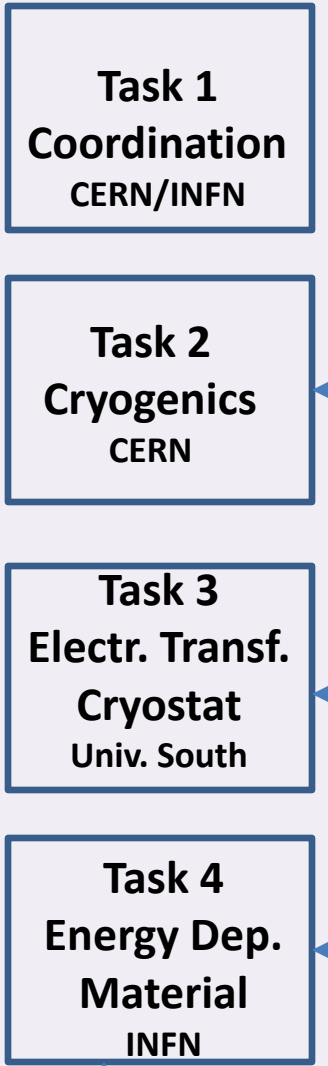 Task 1
Coordination
CERN/INFN
Task 2
Cryogenics
CERN
Task 3
Electr. Transf.
Cryostat
Univ. South
Task 4
Energy Dep.
Material
INFN